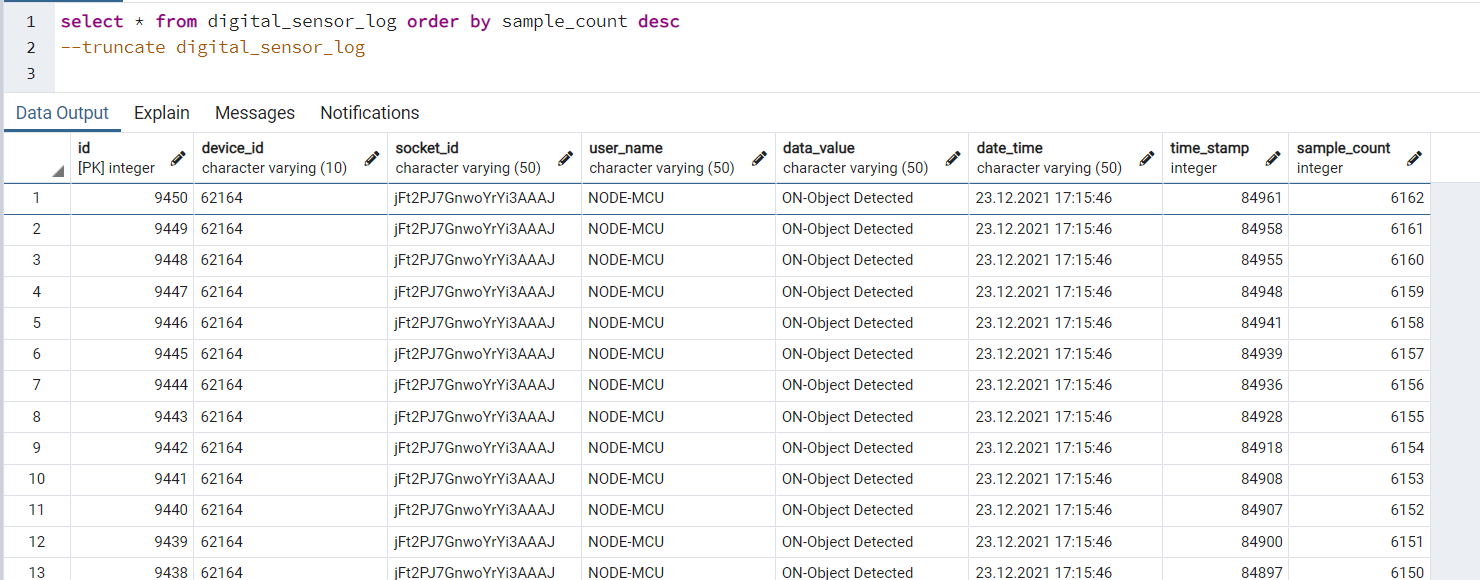 1 select * from digital_sensor_log order by sample_count desc
2 --truncate digital_sensor_log
3
Data Output Explain Messages Notifications
id device_id socket_id user_name data_value date_time time_stamp sample_count
[PK] integer character varying (10) character varying (50) character varying (50) character varying (50) character varying (50) integer integer
1 9450 62164 jFt2PJ7GnwoYrYi3AAAJ NODE-MCU ON-Object Detected 23.12.2021 17:15:46 84961 6162
2 9449 62164 jFt2PJ7GnwoYrYi3AAAJ NODE-MCU ON-Object Detected 23.12.2021 17:15:46 84958 6161
3 9448 62164 jFt2PJ7GnwoYrYi3AAAJ NODE-MCU ON-Object Detected 23.12.2021 17:15:46 84955 6160
4 9447 62164 jFt2PJ7GnwoYrYi3AAAJ NODE-MCU ON-Object Detected 23.12.2021 17:15:46 84948 6159
5 9446 62164 jFt2PJ7GnwoYrYi3AAAJ NODE-MCU ON-Object Detected 23.12.2021 17:15:46 84941 6158
6 9445 62164 jFt2PJ7GnwoYrYi3AAAJ NODE-MCU ON-Object Detected 23.12.2021 17:15:46 84939 6157
7 9444 62164 jFt2PJ7GnwoYrYi3AAAJ NODE-MCU ON-Object Detected 23.12.2021 17:15:46 84936 6156
8 9443 62164 jFt2PJ7GnwoYrYi3AAAJ NODE-MCU ON-Object Detected 23.12.2021 17:15:46 84928 6155
9 9442 62164 jFt2PJ7GnwoYrYi3AAAJ NODE-MCU ON-Object Detected 23.12.2021 17:15:46 84918 6154
10 9441 62164 jFt2PJ7GnwoYrYi3AAAJ NODE-MCU ON-Object Detected 23.12.2021 17:15:46 84908 6153
11 9440 62164 jFt2PJ7GnwoYrYi3AAAJ NODE-MCU ON-Object Detected 23.12.2021 17:15:46 84907 6152
12 9439 62164 jFt2PJ7GnwoYrYi3AAAJ NODE-MCU ON-Object Detected 23.12.2021 17:15:46 84900 6151
13 9438 62164 jFt2PJ7GnwoYrYi3AAAJ NODE-MCU ON-Object Detected 23.12.2021 17:15:46 84897 6150